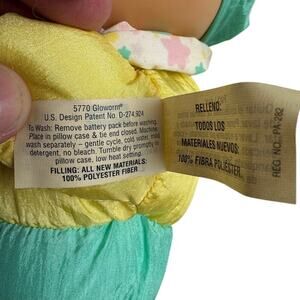 5770 Gloworm®
U.S. Design Patent No. D-274,924
To Wash: Remove battery pack before washing.
Place in pillow case & tie end closed. Machine
wash separately – gentle cycle, cold water, mild
detergent, no bleach. Tumble dry promptly in
pillow case, low heat setting.
FILLING: ALL NEW MATERIALS:
100% POLYESTER FIBER
RELLENO:
TODOS LOS
MATERIALES NUEVOS:
100% FIBRA POLIESTER.
REG NO.: PA-282